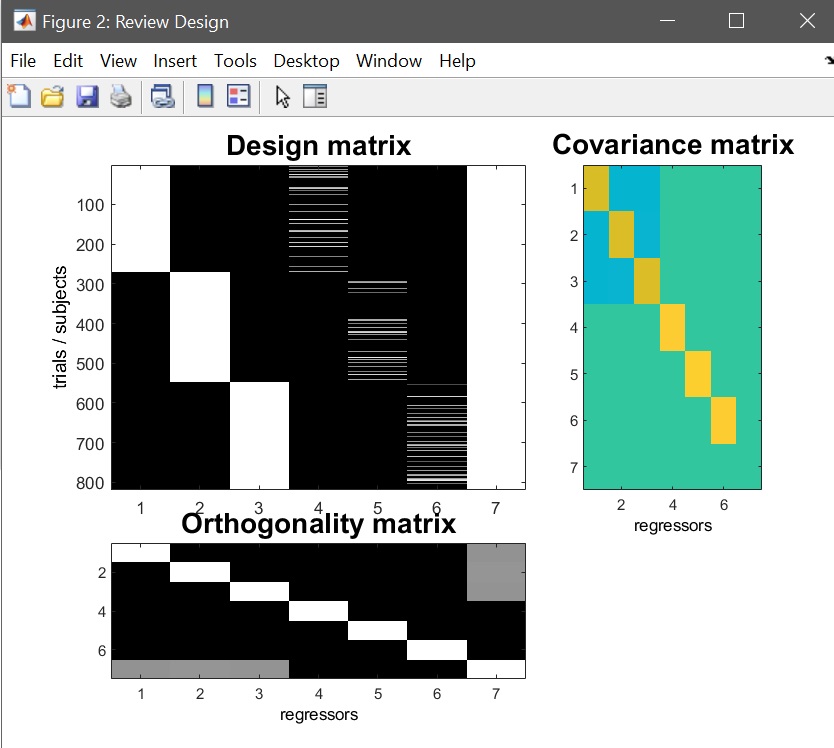 Figure 2: Review Design
File Edit View Insert Tools Desktop Window Help
Design matrix
trials / subjects
100
200
300
400
500
600
700
800
1 2 3 4 5 6 7
Covariance matrix
1
2
3
4
5
6
7
2 4 6
regressors
Orthogonality matrix
2
4
6
1 2 3 4 5 6 7
regressors